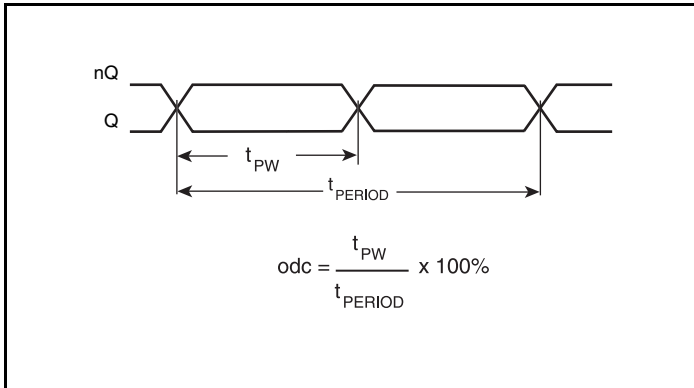 nQ
Q
tPW
tPERIOD
odc = tPW / tPERIOD x 100%